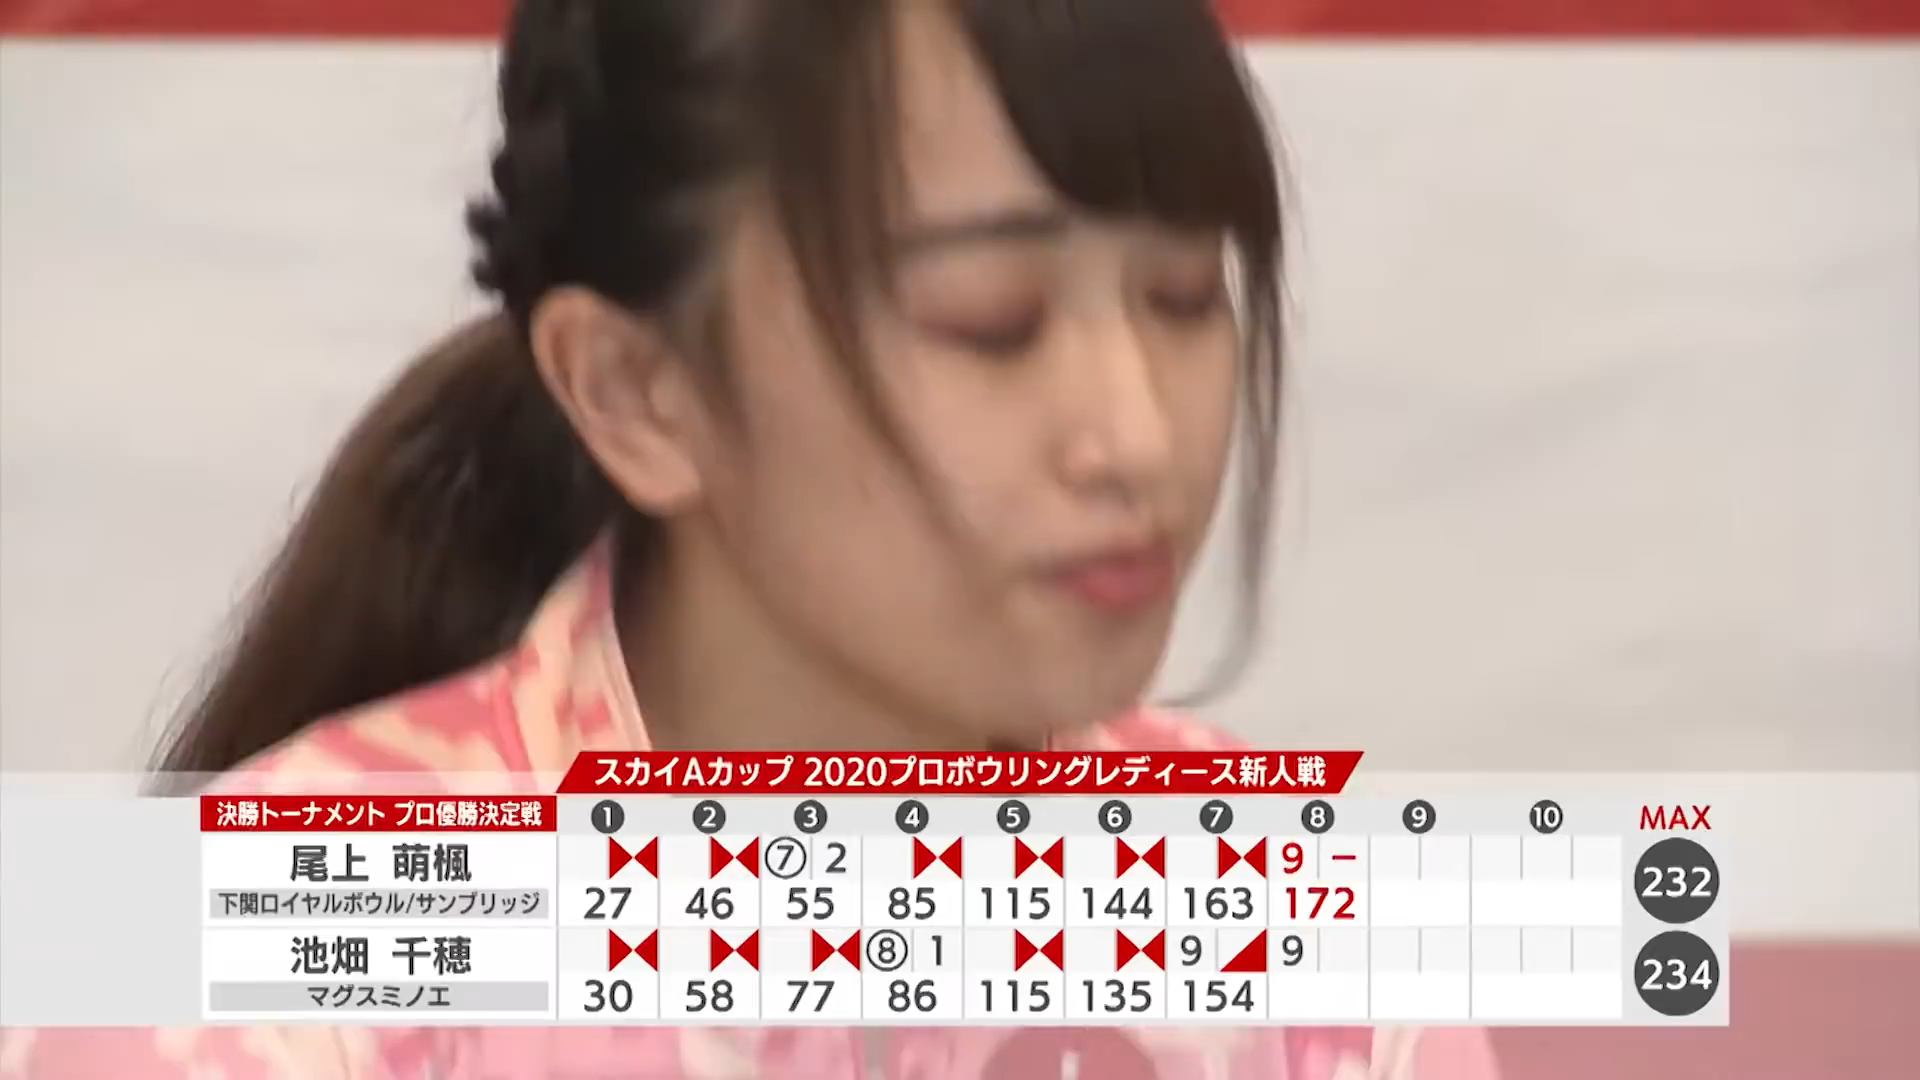 スカイAカップ 2020プロボウリングレディース新人戦
決勝トーナメント プロ優勝決定戦 1 2 3 4 5 6 7 8 9 10 MAX
尾上 萌楓 ⑦ 2 9 −
下関ロイヤルボウル/サンブリッジ 27 46 55 85 115 144 163 172 232
池畑 千穂 ⑧ 1 9 9
マグスミノエ 30 58 77 86 115 135 154 234